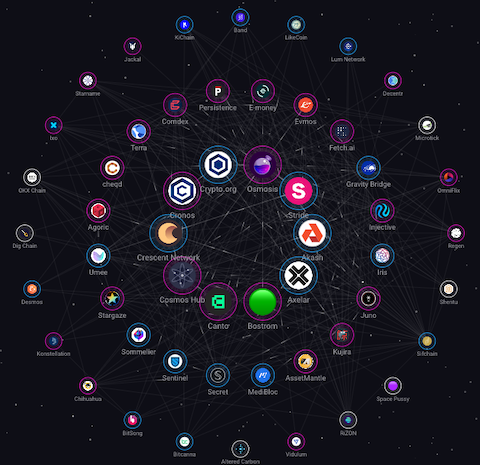 Band
KiChain
LikeCoin
Jackal
Lum Network
Starname
Desmtr
Persistence
E-money
Comdex
Evmos
Ixo
Terra
Fetch.ai
Microtick
Crypto.org
Osmosis
OKX Chain
cheqd
Gravity Bridge
OmniFlix
Cronos
Stride
Agoric
Injective
Dig Chain
Regen
Crescent Network
Akash
Umee
Iris
Desmos
Cosmos Hub
Axelar
Shentu
Stargaze
Juno
Canto
Bostrom
Konstellation
Sommelier
Kujira
Bitchain
Sentinel
Secret
MediBloc
AssetMantle
Chihuahua
Space Pussy
BitSong
RiZON
Bitcanna
Altered Carbon
Vidulum